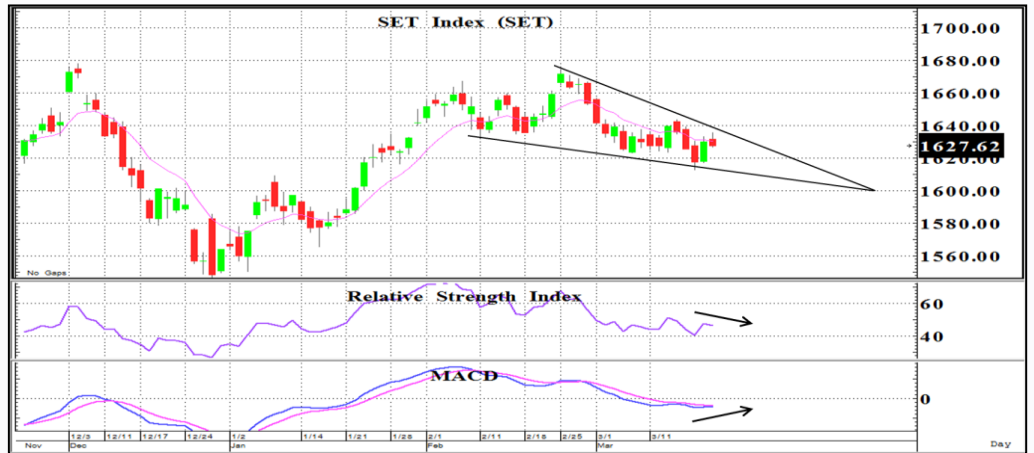 SET Index (SET)
1700.00
1680.00
1660.00
1640.00
1627.62
1620.00
1600.00
1580.00
1560.00
No Gaps
Relative Strength Index
60
40
MACD
0
12/3 12/11 12/17 12/24 1/2 1/14 1/21 1/28 2/1 2/11 2/18 2/25 3/1 3/11
Nov Dec Jan Feb Mar Day